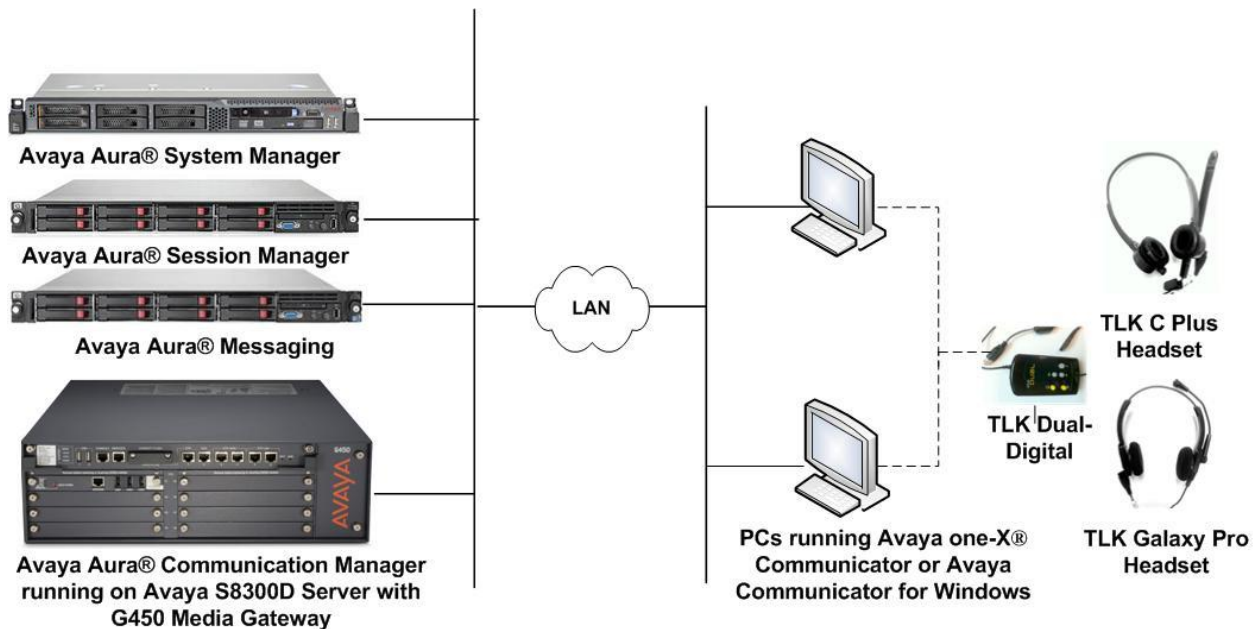 Avaya Aura® System Manager
Avaya Aura® Session Manager
Avaya Aura® Messaging
G450
AVAYA
Avaya Aura® Communication Manager
running on Avaya S8300D Server with
G450 Media Gateway
LAN
PCs running Avaya one-X®
Communicator or Avaya
Communicator for Windows
TLK Dual-
Digital
TLK C Plus
Headset
TLK Galaxy Pro
Headset